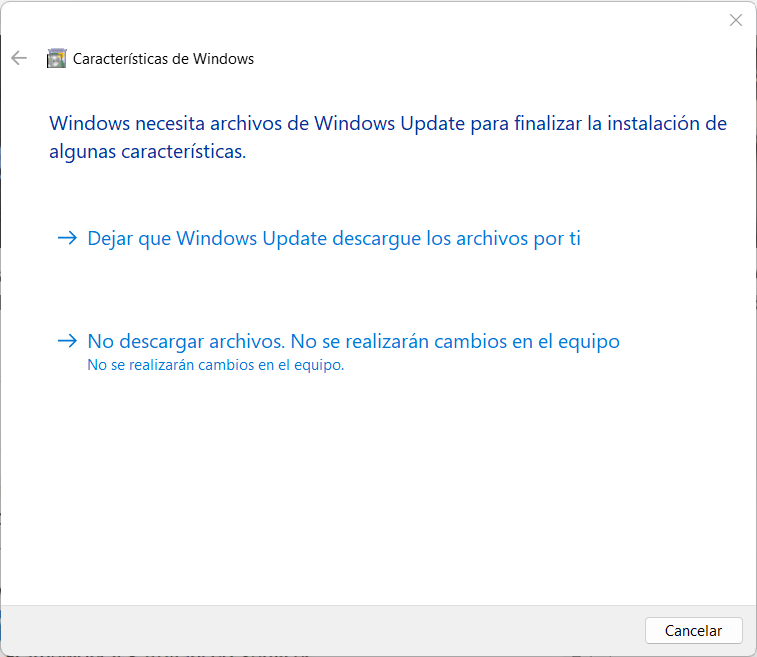 Características de Windows
Windows necesita archivos de Windows Update para finalizar la instalación de
algunas características.
Dejar que Windows Update descargue los archivos por ti
No descargar archivos. No se realizarán cambios en el equipo
No se realizarán cambios en el equipo.
Cancelar